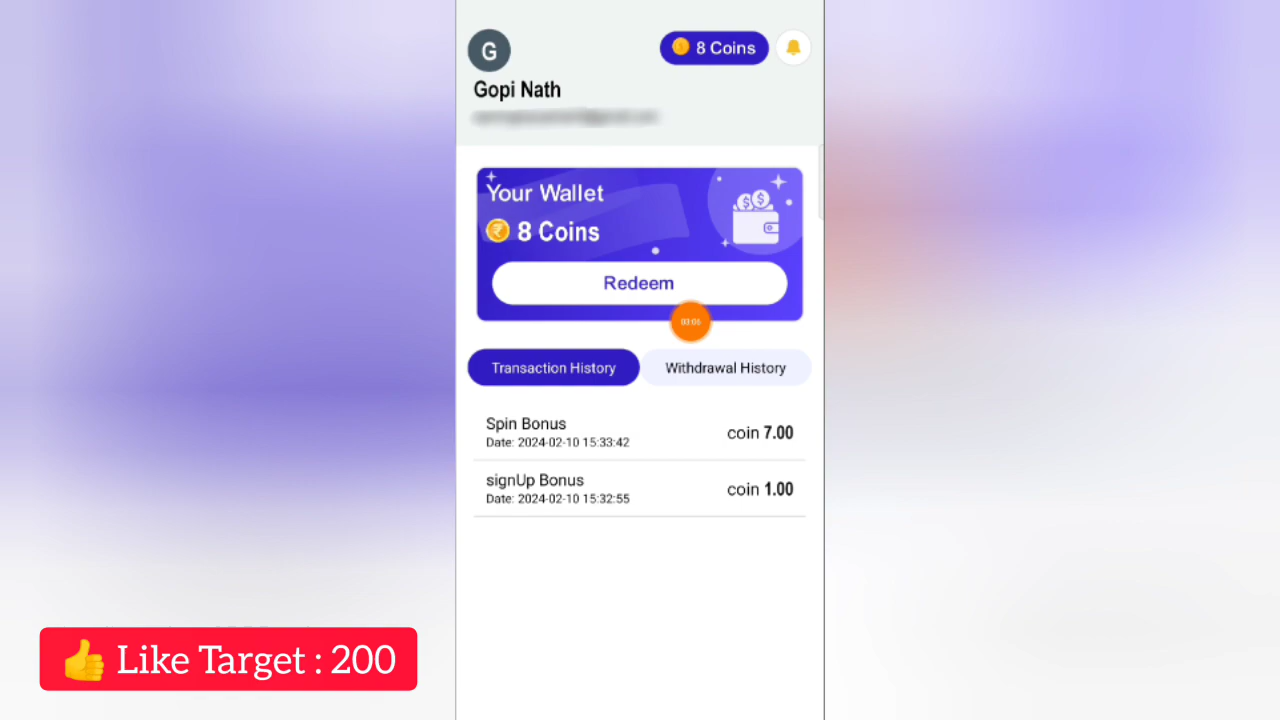 G
8 Coins
Gopi Nath
Your Wallet
8 Coins
Redeem
00:06
Transaction History
Withdrawal History
Spin Bonus
Date: 2024-02-10 15:33:42
coin 7.00
signUp Bonus
Date: 2024-02-10 15:32:55
coin 1.00
👍 Like Target : 200